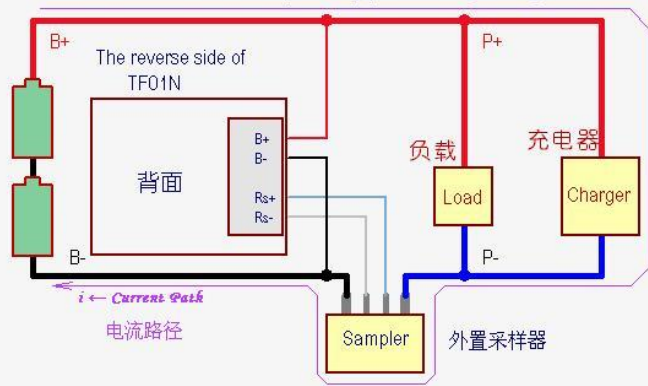 B+
P+
The reverse side of
TF01N
B+
B-
背面
Rs+
Rs-
负载
充电器
Load
Charger
B-
P-
i ← Current Path
电流路径
Sampler
外置采样器